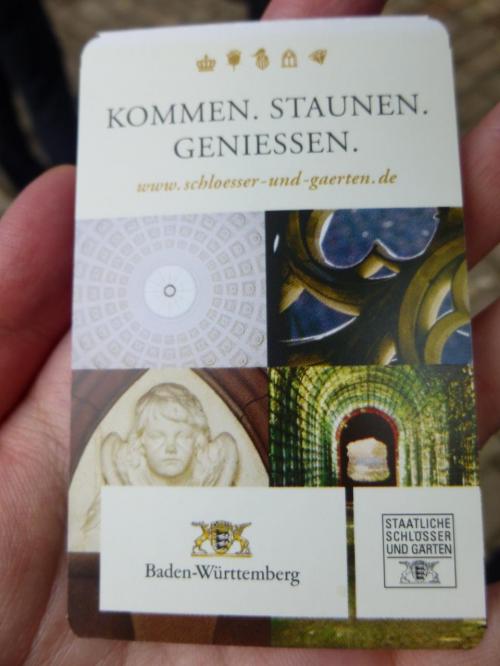 KOMMEN. STAUNEN.
GENIESSEN.
www.schloesser-und-gaerten.de
Baden-Württemberg
STAATLICHE
SCHLÖSSER
UND GÄRTEN